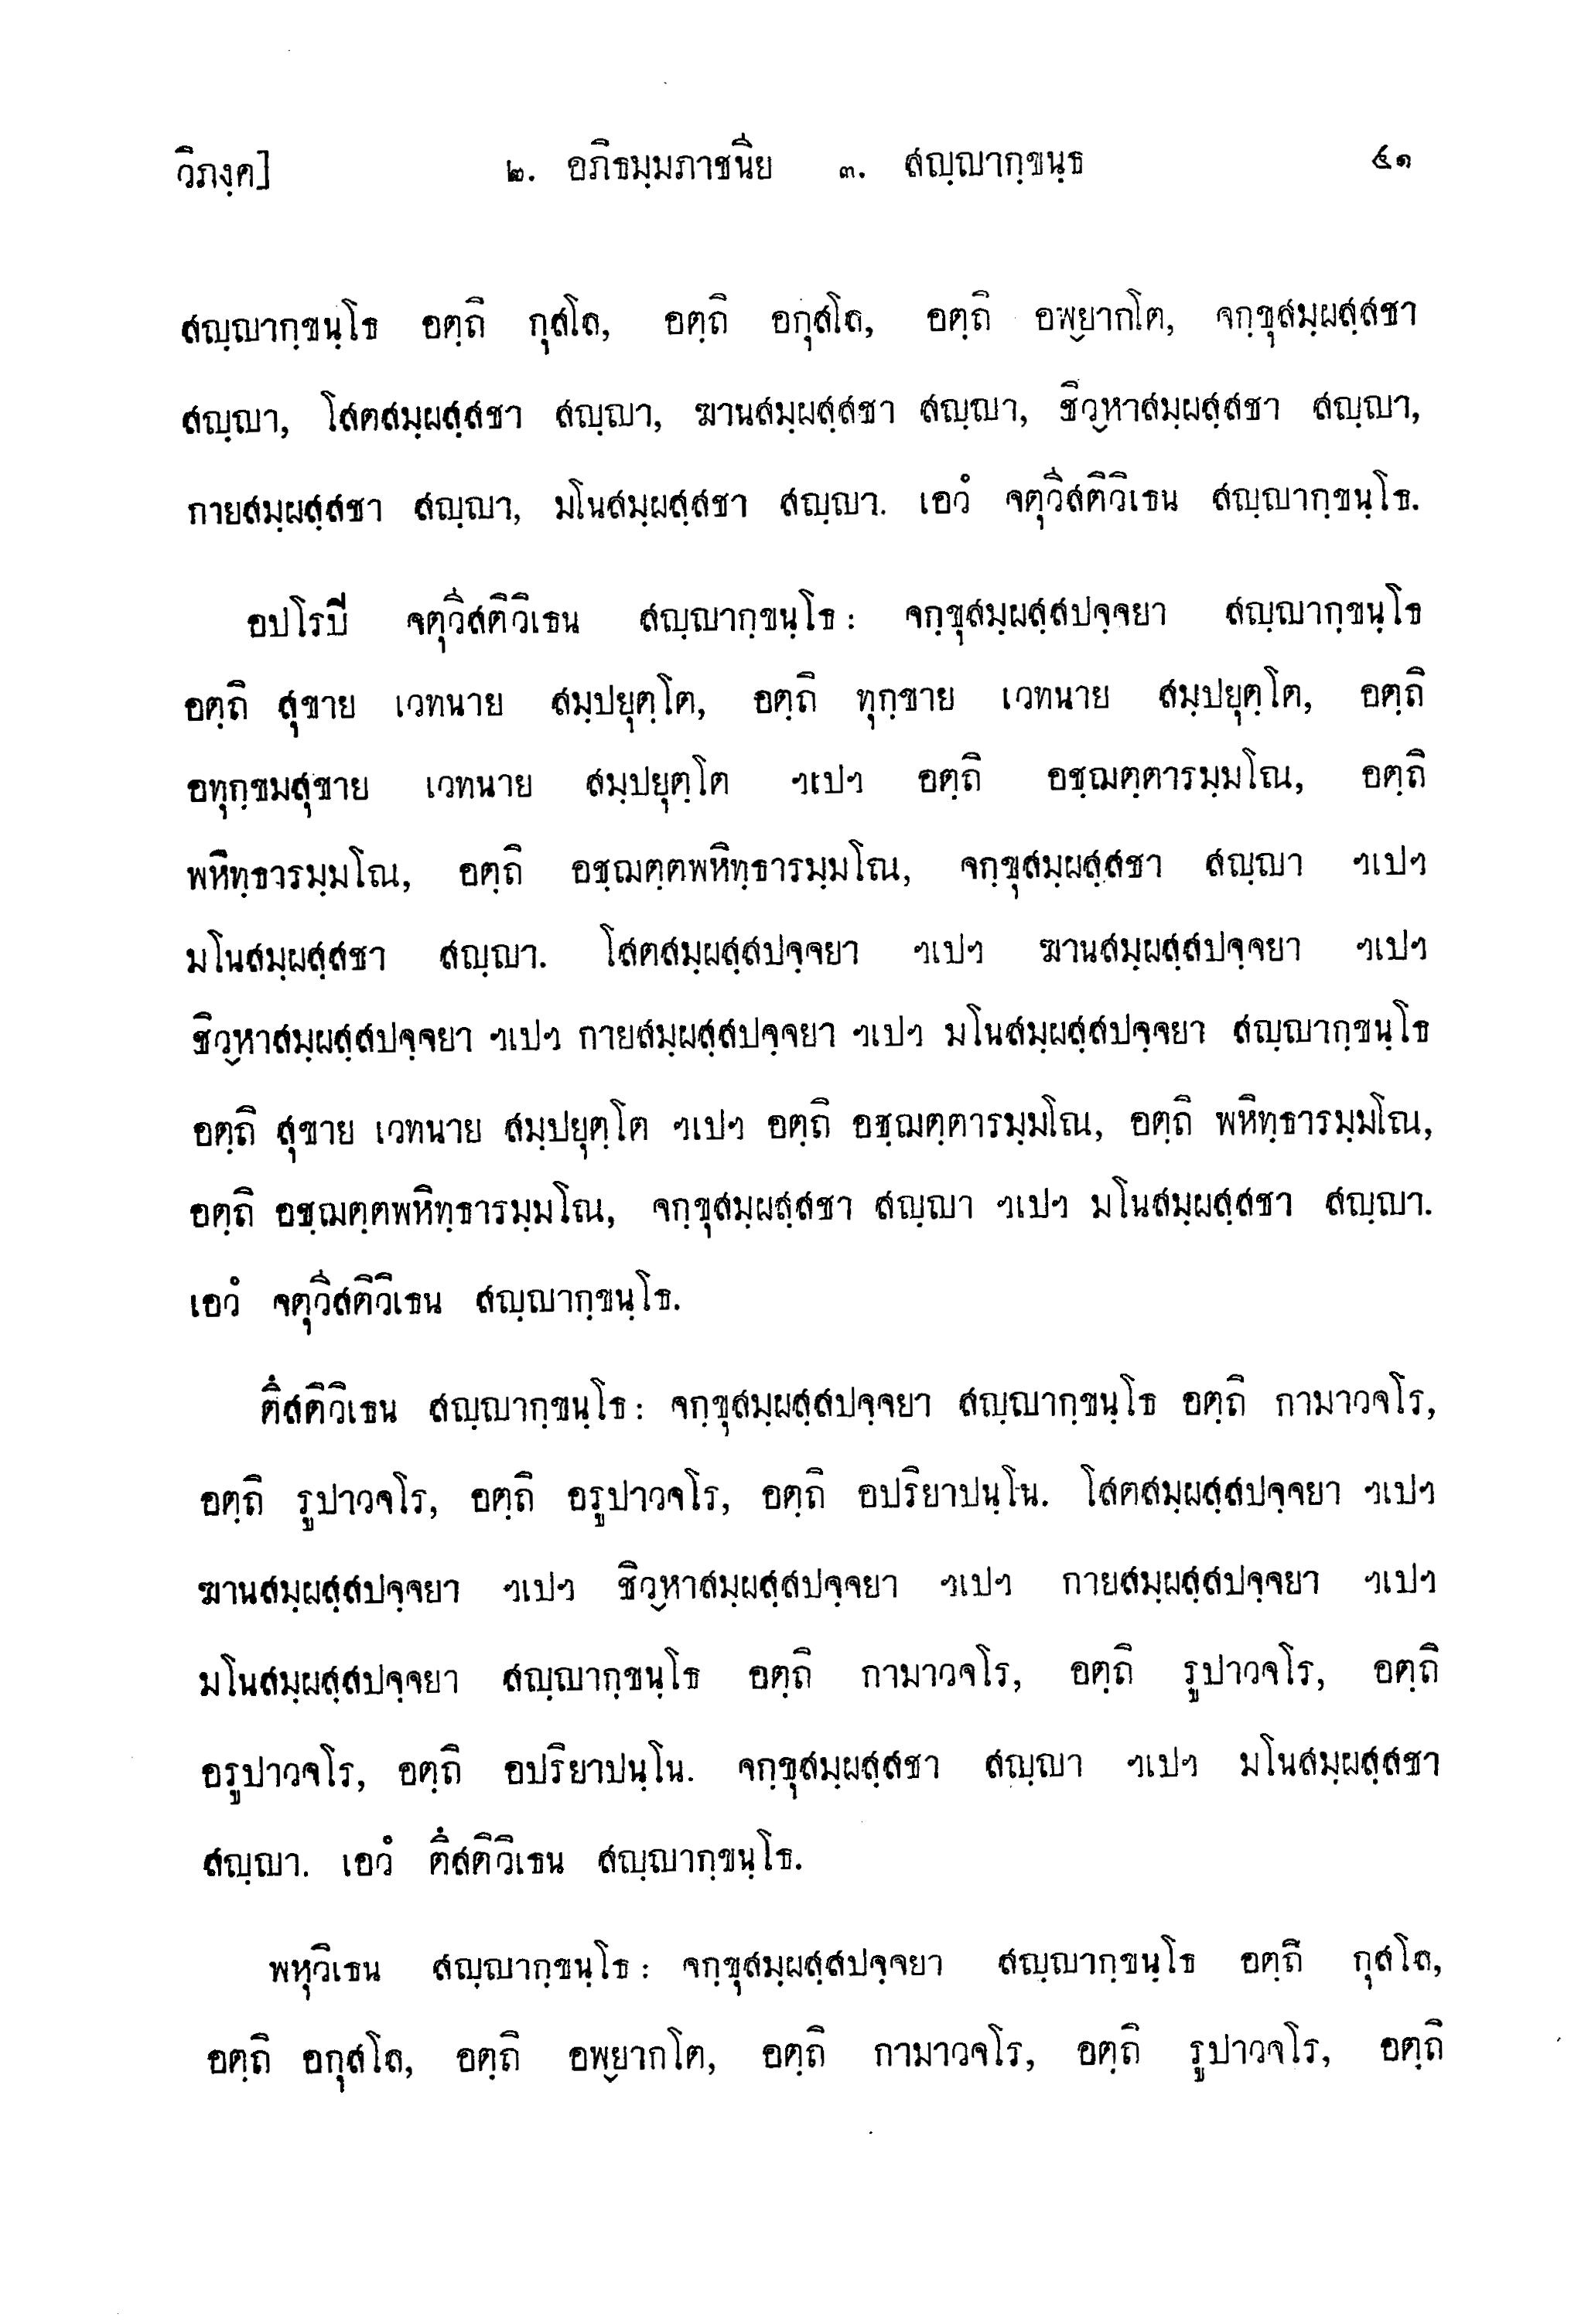 วิภงฺค]  ๒. อภิธมฺมภาชนีย  ๓. สญฺญากฺขนฺธ  ๕๑
สญฺญากฺขนฺโธ อตฺถิ กุสโล, อตฺถิ อกุสโล, อตฺถิ อพฺยากโต, จกฺขุสมฺผสฺสชา
สญฺญา, โสตสมฺผสฺสชา สญฺญา, ฆานสมฺผสฺสชา สญฺญา, ชิวฺหาสมฺผสฺสชา สญฺญา,
กายสมฺผสฺสชา สญฺญา, มโนสมฺผสฺสชา สญฺญา. เอวํ จตุวีสติวิเธน สญฺญากฺขนฺโธ.
อปโรปิ จตุวีสติวิเธน สญฺญากฺขนฺโธ: จกฺขุสมฺผสฺสปจฺจยา สญฺญากฺขนฺโธ
อตฺถิ สุขาย เวทนาย สมฺปยุตฺโต, อตฺถิ ทุกฺขาย เวทนาย สมฺปยุตฺโต, อตฺถิ
อทุกฺขมสุขาย เวทนาย สมฺปยุตฺโต ฯเปฯ อตฺถิ อชฺฌตฺตารมฺมโณ, อตฺถิ
พหิทฺธารมฺมโณ, อตฺถิ อชฺฌตฺตพหิทฺธารมฺมโณ, จกฺขุสมฺผสฺสชา สญฺญา ฯเปฯ
มโนสมฺผสฺสชา สญฺญา. โสตสมฺผสฺสปจฺจยา ฯเปฯ ฆานสมฺผสฺสปจฺจยา ฯเปฯ
ชิวฺหาสมฺผสฺสปจฺจยา ฯเปฯ กายสมฺผสฺสปจฺจยา ฯเปฯ มโนสมฺผสฺสปจฺจยา สญฺญากฺขนฺโธ
อตฺถิ สุขาย เวทนาย สมฺปยุตฺโต ฯเปฯ อตฺถิ อชฺฌตฺตารมฺมโณ, อตฺถิ พหิทฺธารมฺมโณ,
อตฺถิ อชฺฌตฺตพหิทฺธารมฺมโณ, จกฺขุสมฺผสฺสชา สญฺญา ฯเปฯ มโนสมฺผสฺสชา สญฺญา.
เอวํ จตุวีสติวิเธน สญฺญากฺขนฺโธ.
ตึสติวิเธน สญฺญากฺขนฺโธ: จกฺขุสมฺผสฺสปจฺจยา สญฺญากฺขนฺโธ อตฺถิ กามาวจโร,
อตฺถิ รูปาวจโร, อตฺถิ อรูปาวจโร, อตฺถิ อปริยาปนฺโน. โสตสมฺผสฺสปจฺจยา ฯเปฯ
ฆานสมฺผสฺสปจฺจยา ฯเปฯ ชิวฺหาสมฺผสฺสปจฺจยา ฯเปฯ กายสมฺผสฺสปจฺจยา ฯเปฯ
มโนสมฺผสฺสปจฺจยา สญฺญากฺขนฺโธ อตฺถิ กามาวจโร, อตฺถิ รูปาวจโร, อตฺถิ
อรูปาวจโร, อตฺถิ อปริยาปนฺโน. จกฺขุสมฺผสฺสชา สญฺญา ฯเปฯ มโนสมฺผสฺสชา
สญฺญา. เอวํ ตึสติวิเธน สญฺญากฺขนฺโธ.
พหุวิเธน สญฺญากฺขนฺโธ: จกฺขุสมฺผสฺสปจฺจยา สญฺญากฺขนฺโธ อตฺถิ กุสโล,
อตฺถิ อกุสโล, อตฺถิ อพฺยากโต, อตฺถิ กามาวจโร, อตฺถิ รูปาวจโร, อตฺถิ